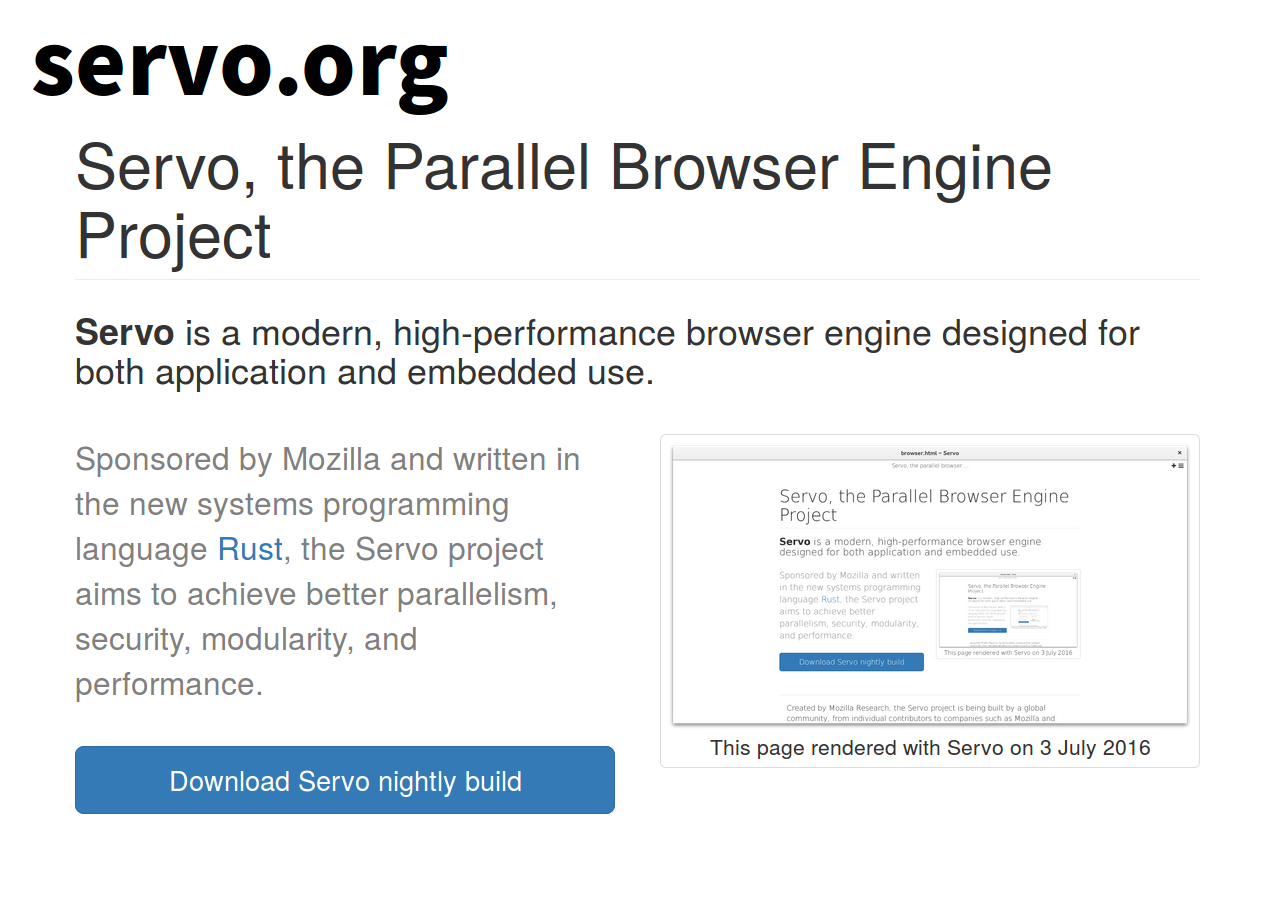 servo.org
Servo, the Parallel Browser Engine
Project
Servo is a modern, high-performance browser engine designed for
both application and embedded use.
Sponsored by Mozilla and written in
the new systems programming
language Rust, the Servo project
aims to achieve better parallelism,
security, modularity, and
performance.
Download Servo nightly build
browser.html – Servo
Servo, the parallel browser ...
Servo, the Parallel Browser Engine
Project
Servo is a modern, high-performance browser engine
designed for both application and embedded use.
Sponsored by Mozilla and written
in the new systems programming
language Rust, the Servo project
aims to achieve better
parallelism, security, modularity,
and performance.
Download Servo nightly build
Servo, the Parallel Browser Engine
Project
This page rendered with Servo on 3 July 2016
Created by Mozilla Research, the Servo project is being built by a global
community, from individual contributors to companies such as Mozilla and
This page rendered with Servo on 3 July 2016